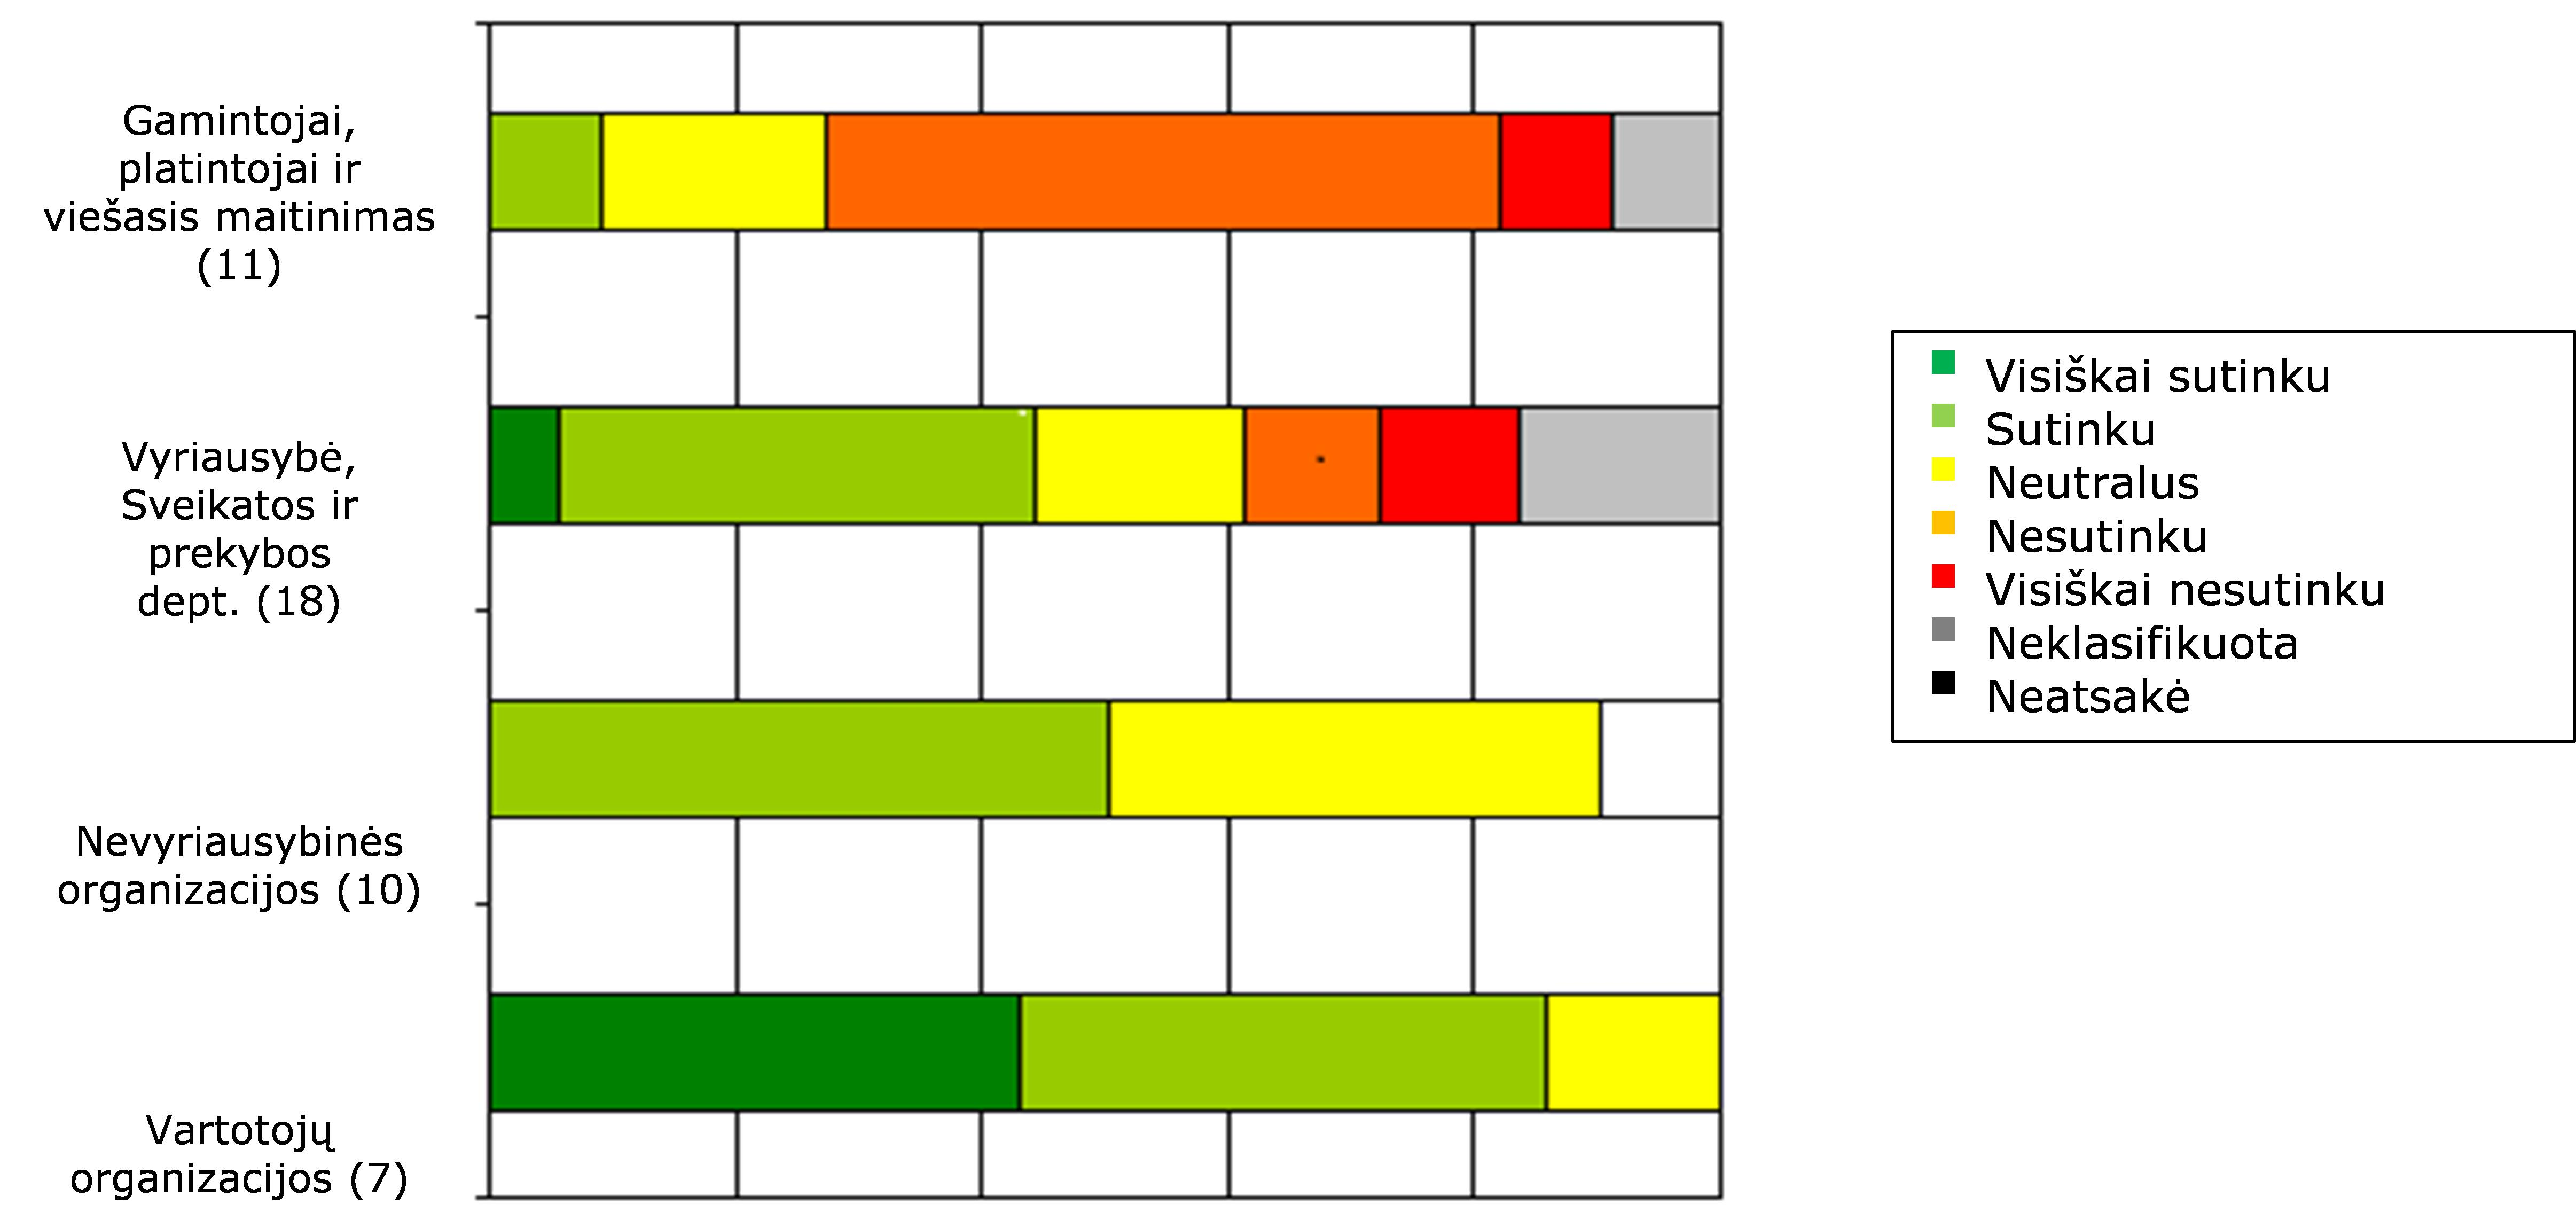 Gamintojai,
platintojai ir
viešasis maitinimas
(11)
Vyriausybė,
Sveikatos ir
prekybos
dept. (18)
Nevyriausybinės
organizacijos (10)
Vartotojų
organizacijos (7)
Visiškai sutinku
Sutinku
Neutralus
Nesutinku
Visiškai nesutinku
Neklasifikuota
Neatsakė